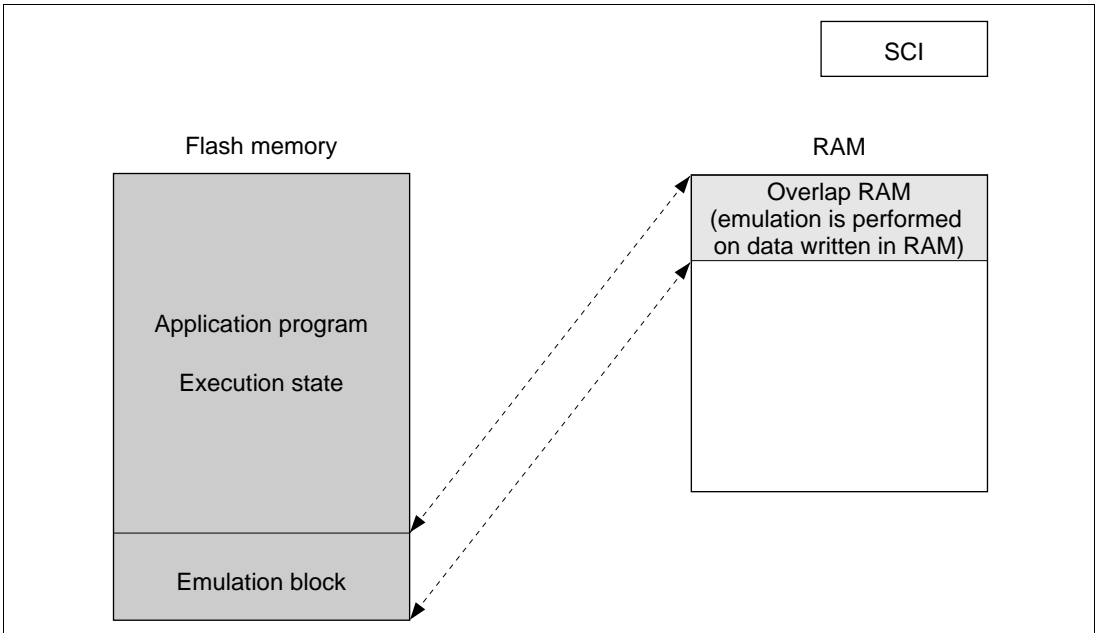 SCI
Flash memory
RAM
Overlap RAM
(emulation is performed
on data written in RAM)
Application program
Execution state
Emulation block